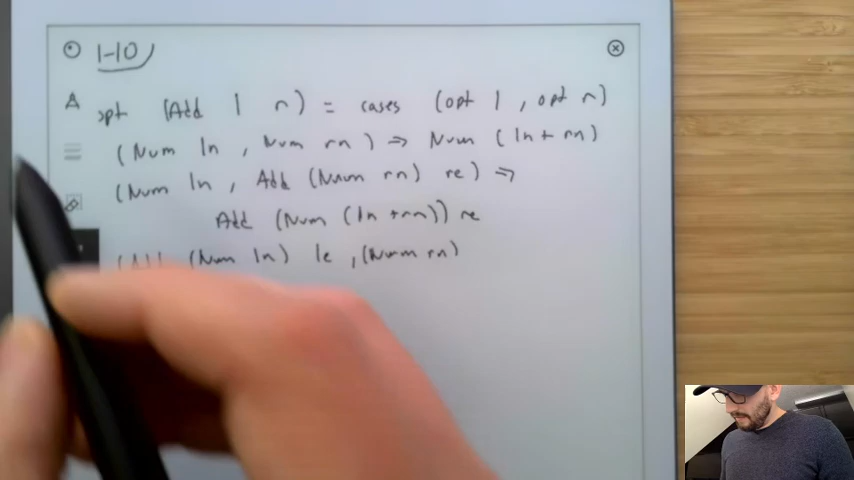 1-10
opt (Add l r) = cases (opt l, opt r)
(Num ln, Num rn) => Num (ln + rn)
(Num ln, Add (Num rn) re) =>
Add (Num (ln + rn)) re
(Add (Num ln) le, (Num rn)